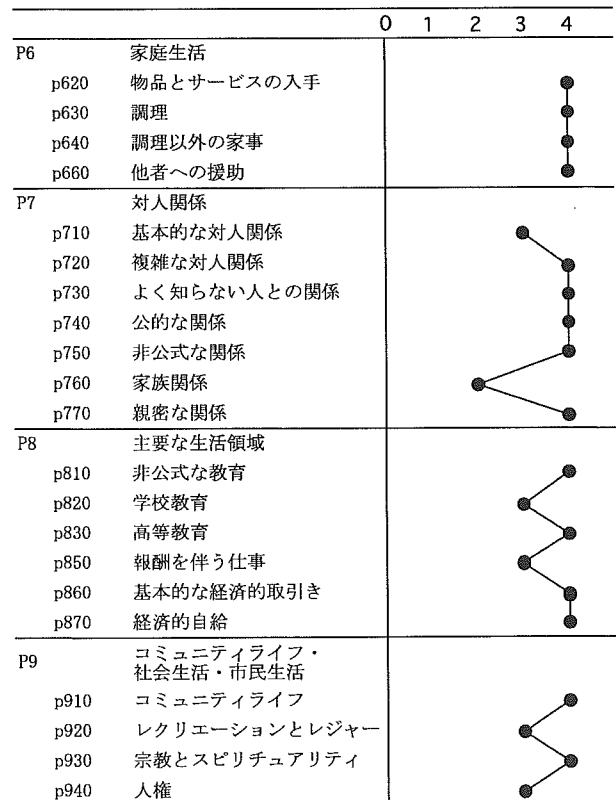 0 1 2 3 4
P6 家庭生活
p620 物品とサービスの入手
p630 調理
p640 調理以外の家事
p660 他者への援助
P7 対人関係
p710 基本的な対人関係
p720 複雑な対人関係
p730 よく知らない人との関係
p740 公的な関係
p750 非公式な関係
p760 家族関係
p770 親密な関係
P8 主要な生活領域
p810 非公式な教育
p820 学校教育
p830 高等教育
p850 報酬を伴う仕事
p860 基本的な経済的取引き
p870 経済的自給
P9 コミュニティライフ・
社会生活・市民生活
p910 コミュニティライフ
p920 レクリエーションとレジャー
p930 宗教とスピリチュアリティ
p940 人権